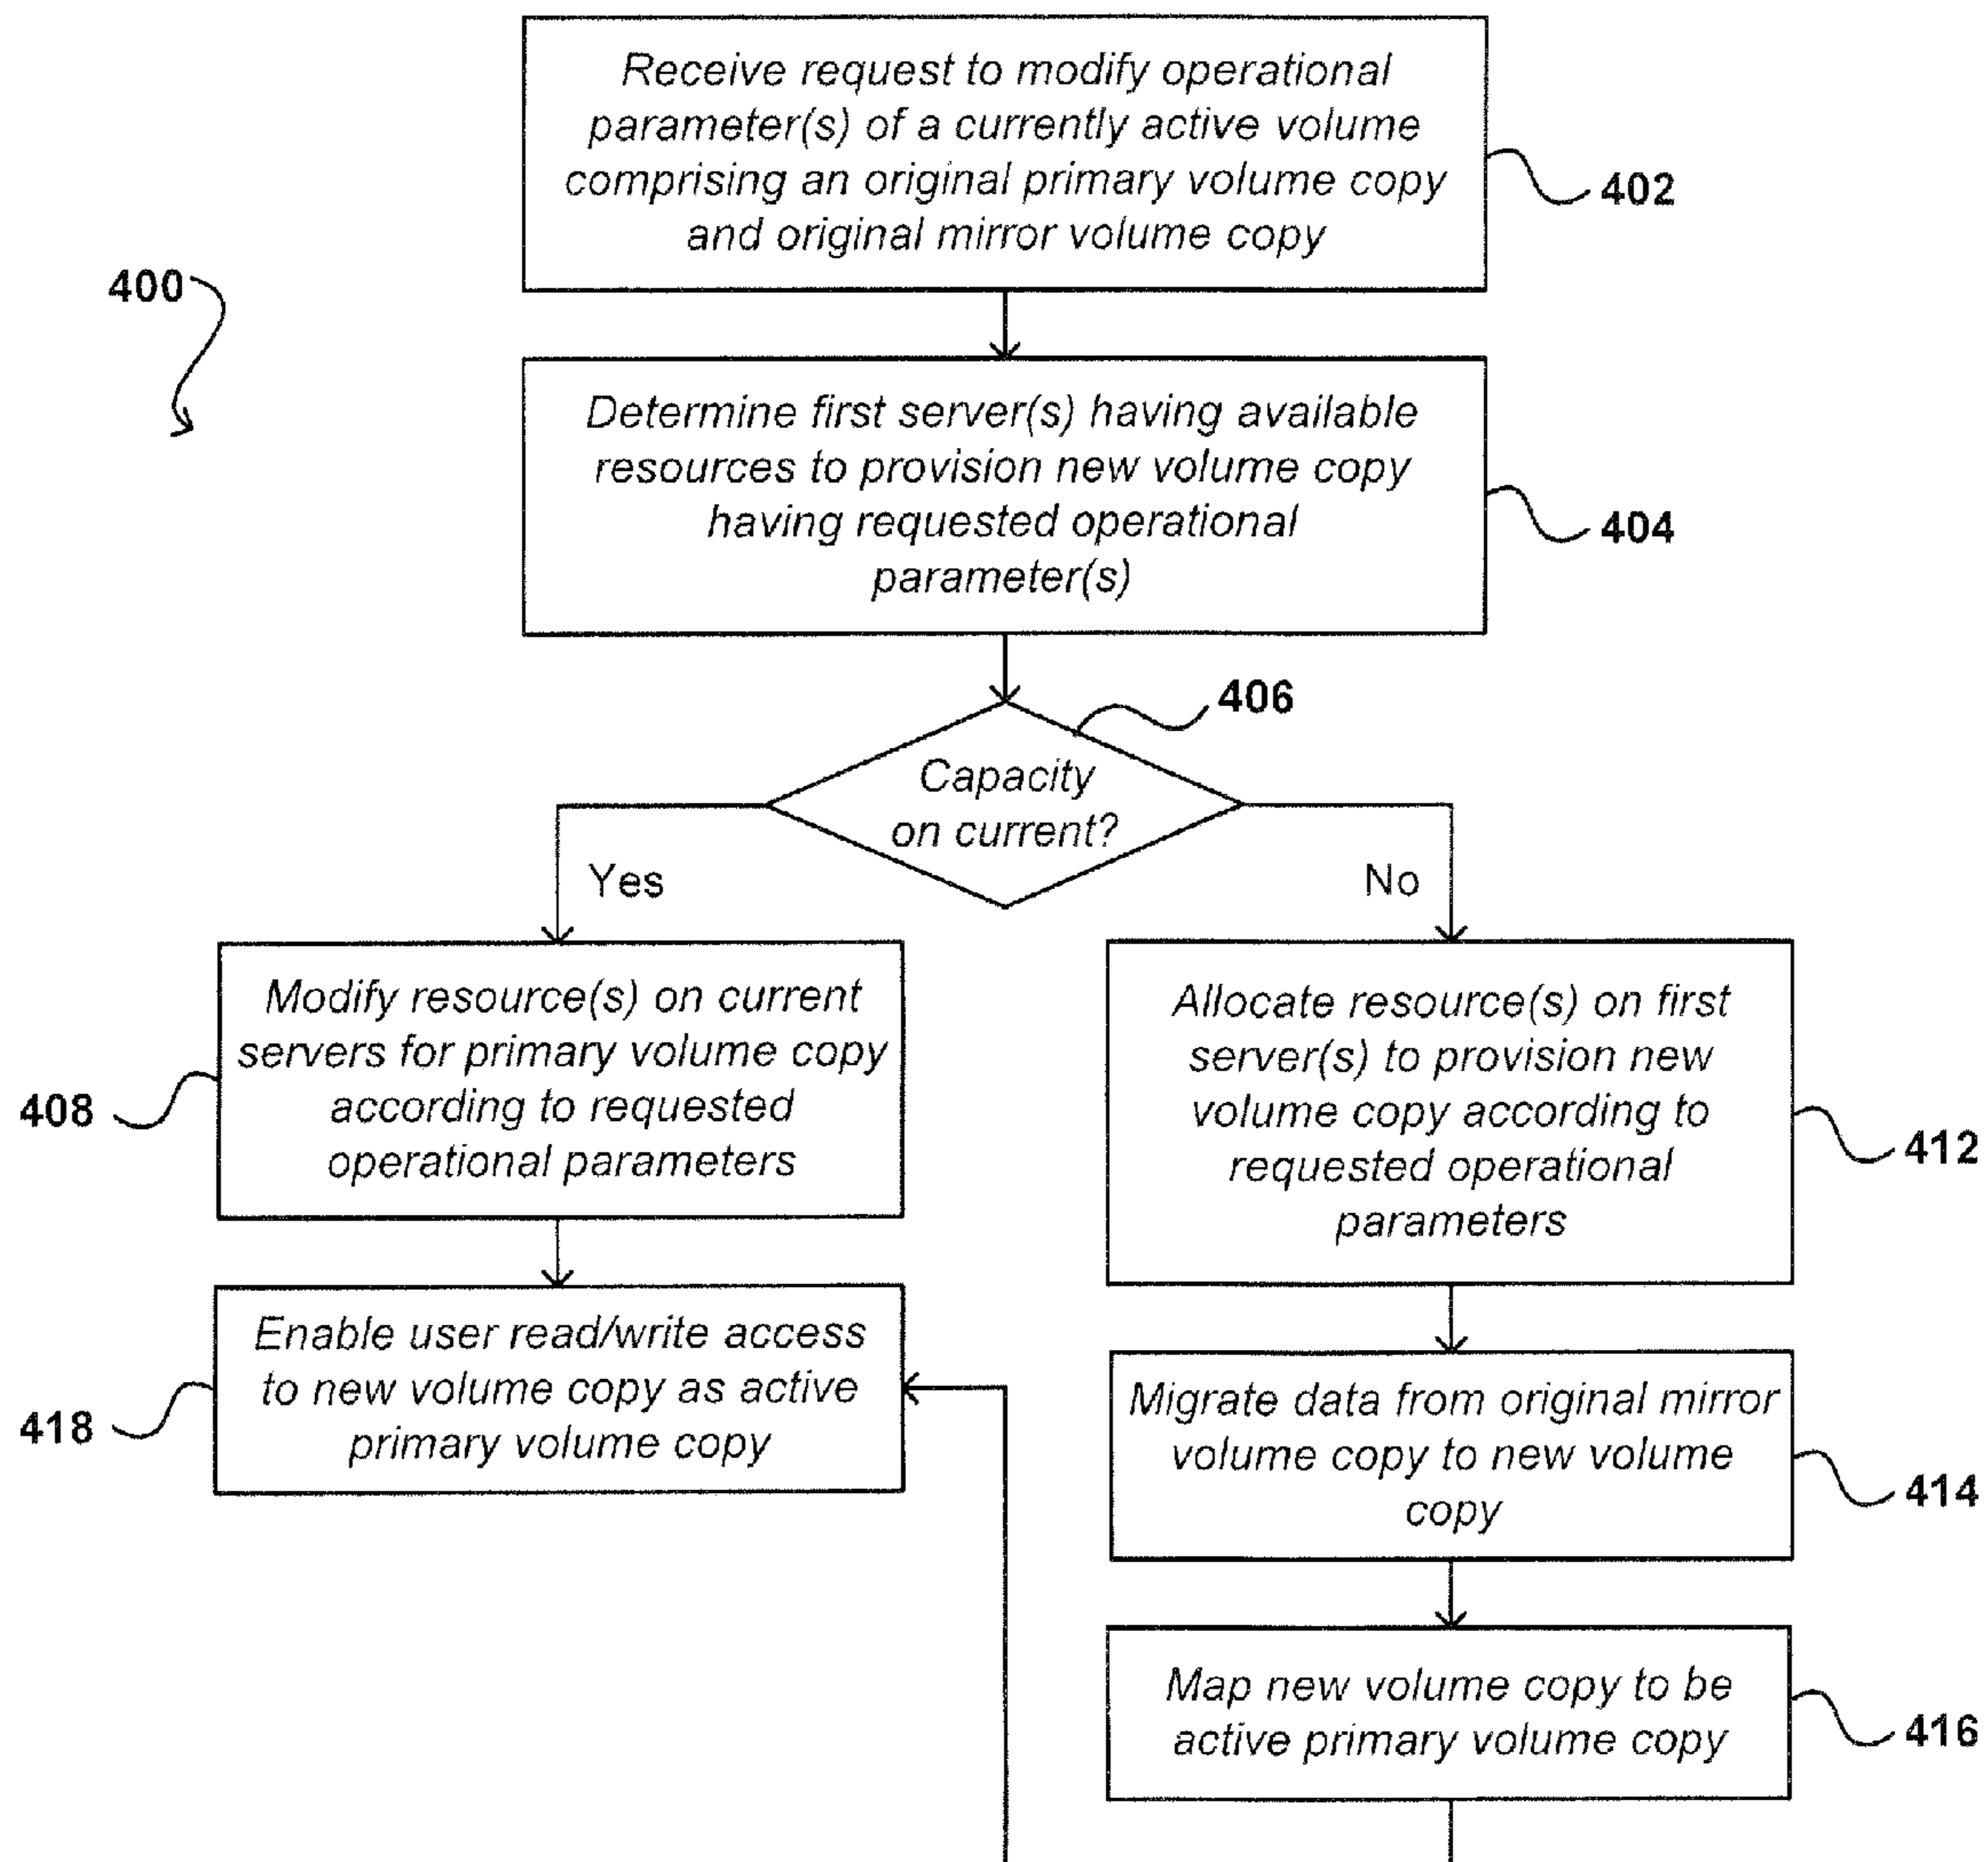 Receive request to modify operational
parameter(s) of a currently active volume
comprising an original primary volume copy
and original mirror volume copy
402
400
Determine first server(s) having available
resources to provision new volume copy
having requested operational
parameter(s)
404
406
Capacity
on current?
Yes
No
Modify resource(s) on current
servers for primary volume copy
according to requested
operational parameters
408
Allocate resource(s) on first
server(s) to provision new
volume copy according to
requested operational
parameters
412
Enable user read/write access
to new volume copy as active
primary volume copy
418
Migrate data from original mirror
volume copy to new volume
copy
414
Map new volume copy to be
active primary volume copy
416